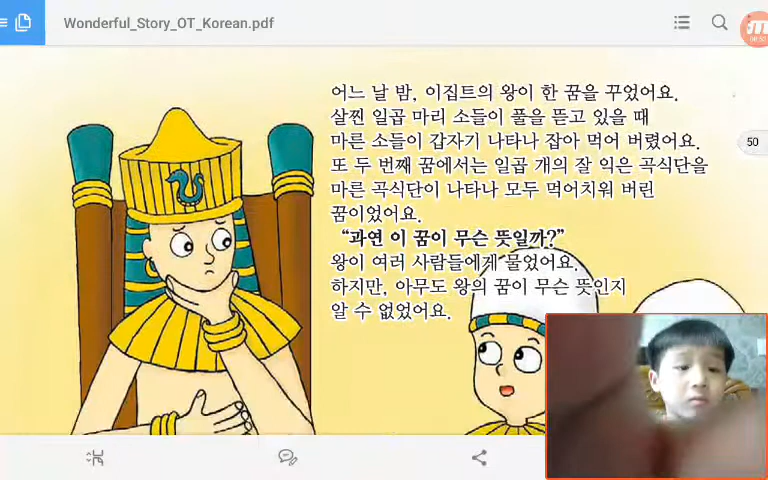 Wonderful_Story_OT_Korean.pdf
어느 날 밤, 이집트의 왕이 한 꿈을 꾸었어요.
살찐 일곱 마리 소들이 풀을 뜯고 있을 때
마른 소들이 갑자기 나타나 잡아 먹어 버렸어요.
또 두 번째 꿈에서는 일곱 개의 잘 익은 곡식단을
마른 곡식단이 나타나 모두 먹어치워 버린
꿈이었어요.
“과연 이 꿈이 무슨 뜻일까?”
왕이 여러 사람들에게 물었어요.
하지만, 아무도 왕의 꿈이 무슨 뜻인지
알 수 없었어요.
50